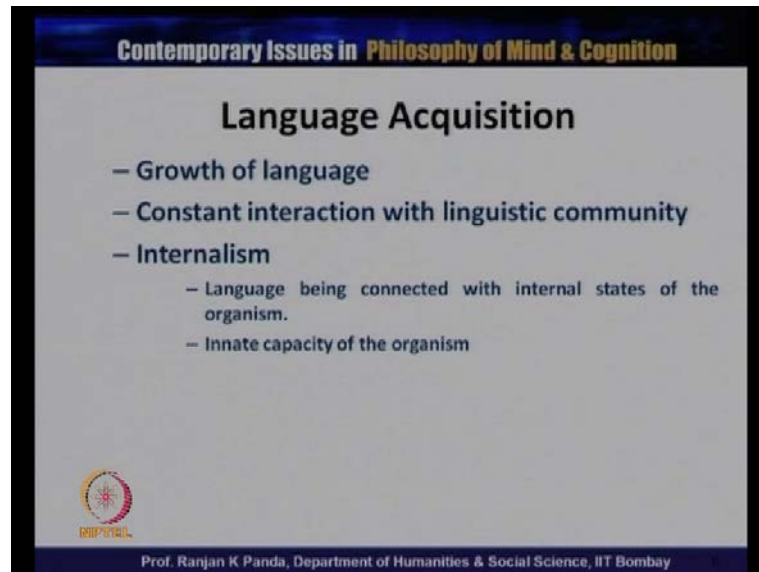 Contemporary Issues in Philosophy of Mind & Cognition
Language Acquisition
– Growth of language
– Constant interaction with linguistic community
– Internalism
– Language being connected with internal states of the
organism.
– Innate capacity of the organism
NPTEL
Prof. Ranjan K Panda, Department of Humanities & Social Science, IIT Bombay